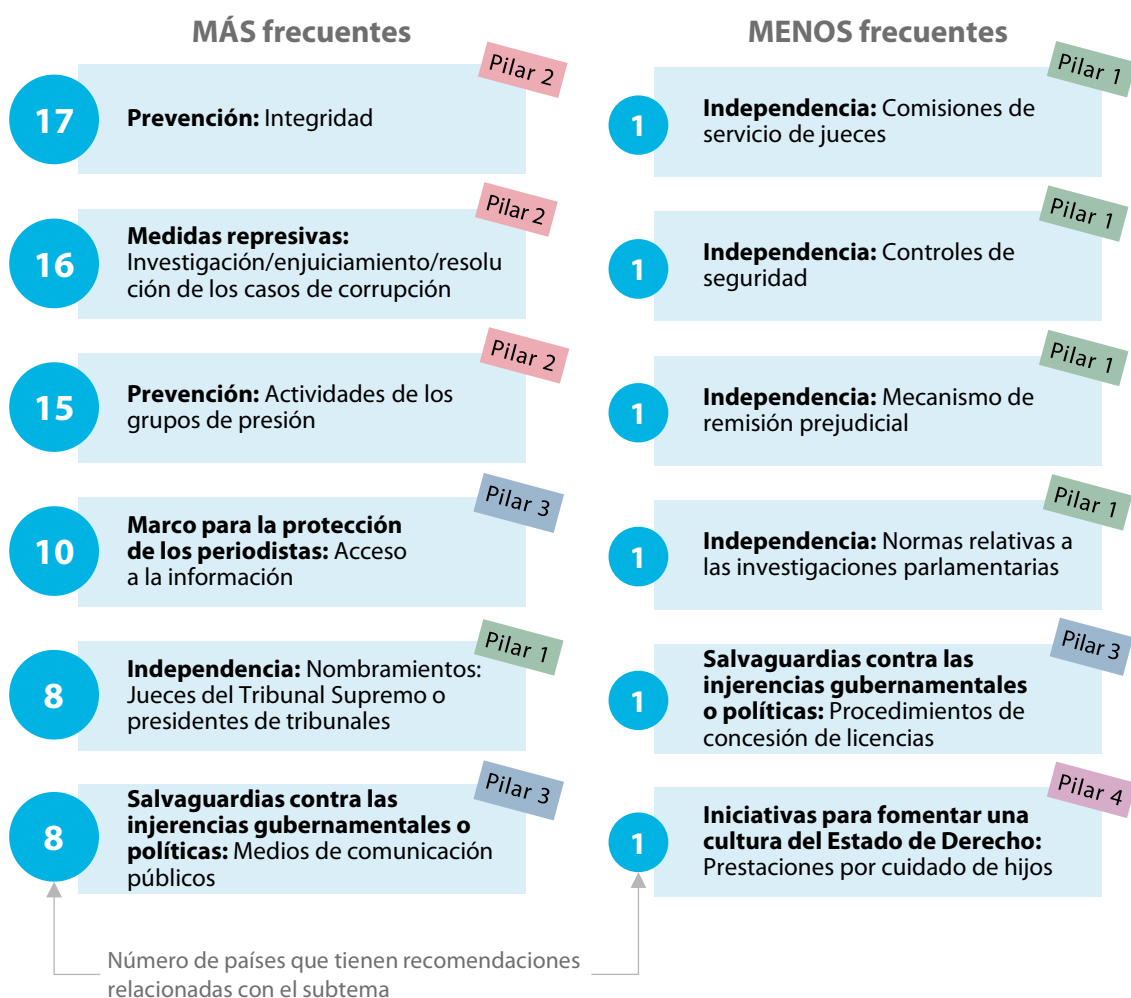 MÁS frecuentes
Pilar 2
17
Prevención: Integridad
Pilar 2
16
Medidas represivas:
Investigación/enjuiciamiento/resolu
ción de los casos de corrupción
Pilar 2
15
Prevención: Actividades de los
grupos de presión
Pilar 3
10
Marco para la protección
de los periodistas: Acceso
a la información
Pilar 1
8
Independencia: Nombramientos:
Jueces del Tribunal Supremo o
presidentes de tribunales
Pilar 3
8
Salvaguardias contra las
injerencias gubernamentales o
políticas: Medios de comunicación
públicos
MENOS frecuentes
Pilar 1
1
Independencia: Comisiones de
servicio de jueces
Pilar 1
1
Independencia: Controles de
seguridad
Pilar 1
1
Independencia: Mecanismo de
remisión prejudicial
Pilar 1
1
Independencia: Normas relativas a
las investigaciones parlamentarias
Pilar 3
1
Salvaguardias contra las
injerencias gubernamentales
o políticas: Procedimientos de
concesión de licencias
Pilar 4
1
Iniciativas para fomentar una
cultura del Estado de Derecho:
Prestaciones por cuidado de hijos
Número de países que tienen recomendaciones
relacionadas con el subtema